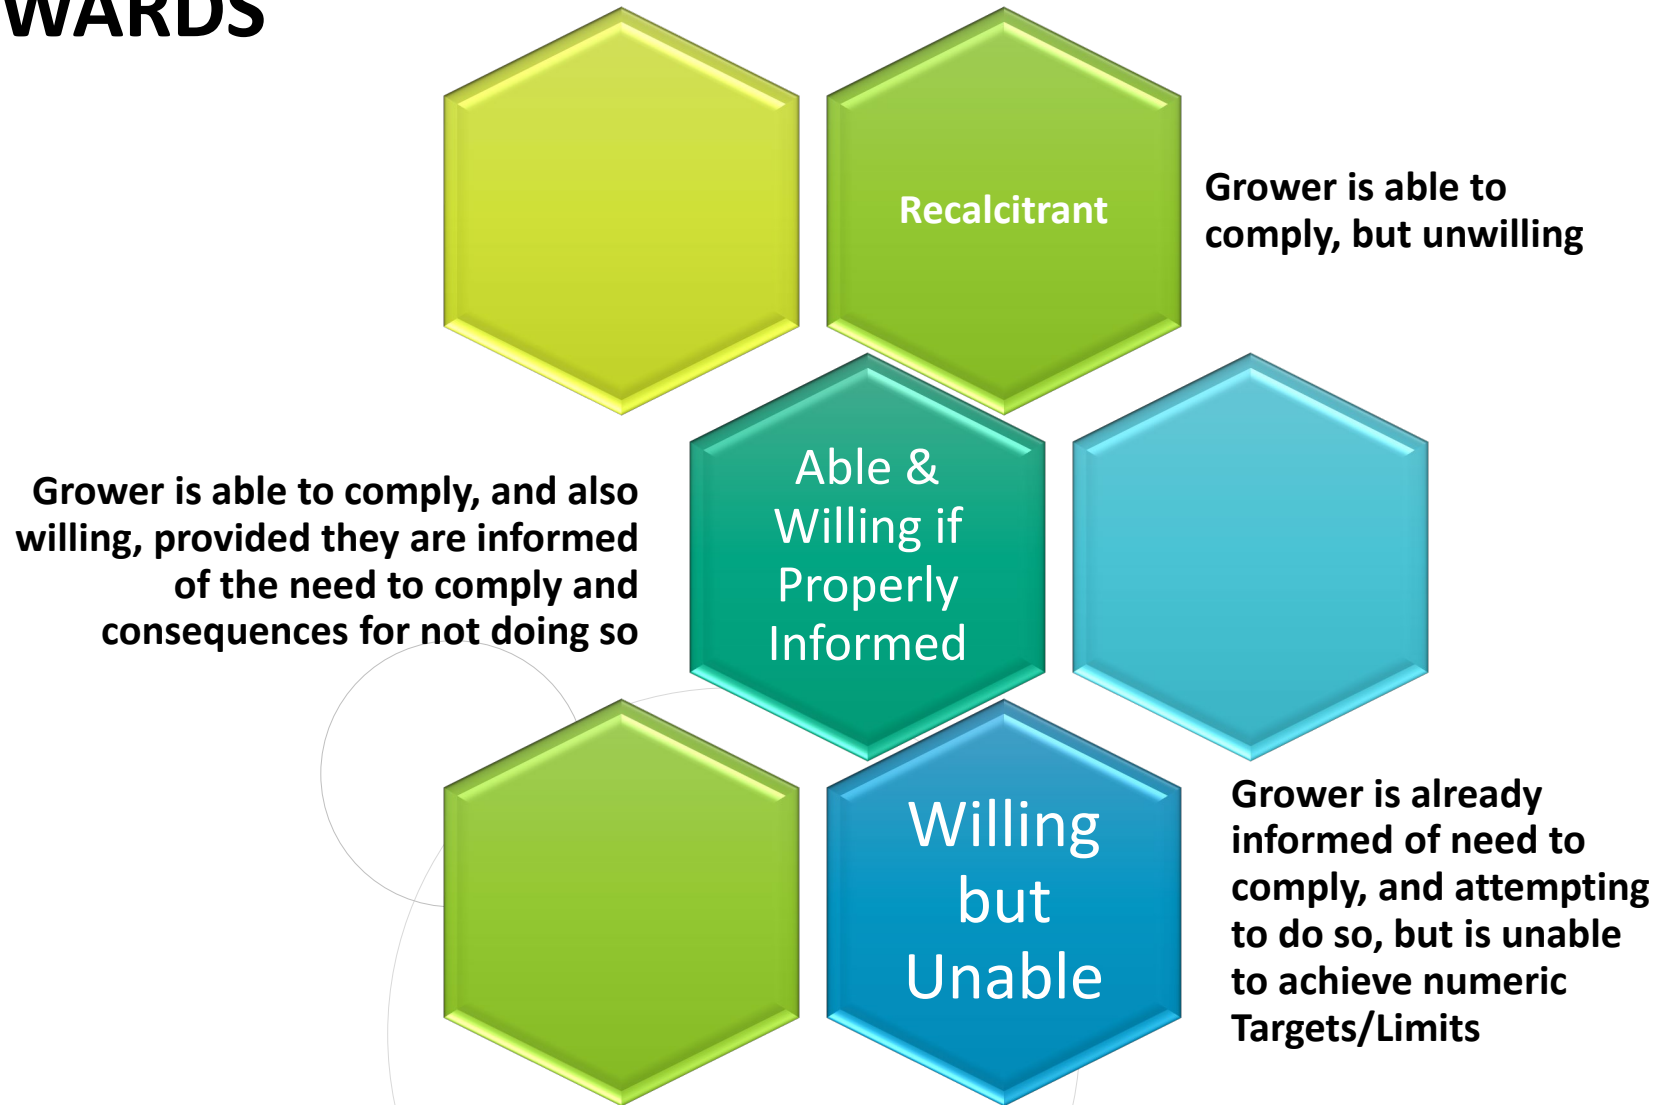 WARDS
Recalcitrant
Grower is able to
comply, but unwilling
Grower is able to comply, and also
willing, provided they are informed
of the need to comply and
consequences for not doing so
Able &
Willing if
Properly
Informed
Willing
but
Unable
Grower is already
informed of need to
comply, and attempting
to do so, but is unable
to achieve numeric
Targets/Limits